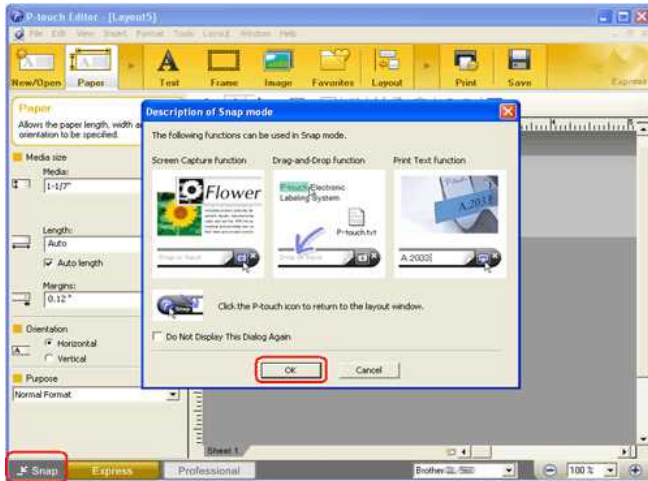 P-touch Editor - [Layout5]
File Edit View Insert Format Tools Layout Window Help
New/Open Paper Text Frame Image Favorites Layout Print Save Express
Paper
Allows the paper length, width a
orientation to be specified.
Media size
Media:
1-1/7"
Length:
Auto
Auto length
Margins:
0.12 "
Orientation
Horizontal
Vertical
Purpose
Normal Format
Description of Snap mode
The following functions can be used in Snap mode.
Screen Capture function Drag-and-Drop function Print Text function
Flower
P-touch Electronic
Labeling System
P-touch.txt
A.2033
A.2033
Snap
Click the P-touch icon to return to the layout window.
Do Not Display This Dialog Again
OK Cancel
Sheet 1
Snap Express Professional
Brother 100 %